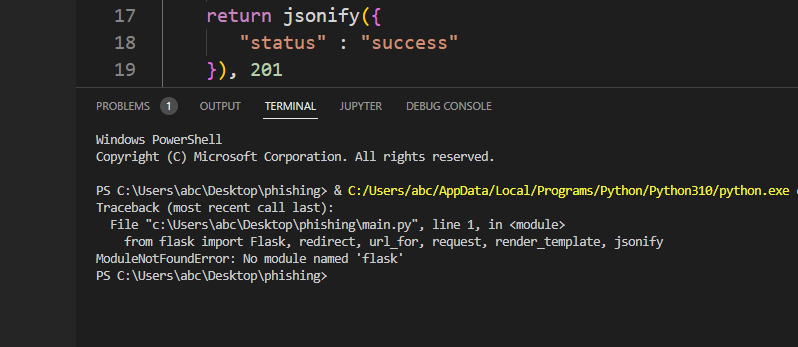 17 return jsonify({
18 "status" : "success"
19 }), 201
PROBLEMS 1 OUTPUT TERMINAL JUPYTER DEBUG CONSOLE
Windows PowerShell
Copyright (C) Microsoft Corporation. All rights reserved.
PS C:\Users\abc\Desktop\phishing> & C:/Users/abc/AppData/Local/Programs/Python/Python310/python.exe
Traceback (most recent call last):
File "c:\Users\abc\Desktop\phishing\main.py", line 1, in <module>
from flask import Flask, redirect, url_for, request, render_template, jsonify
ModuleNotFoundError: No module named 'flask'
PS C:\Users\abc\Desktop\phishing>